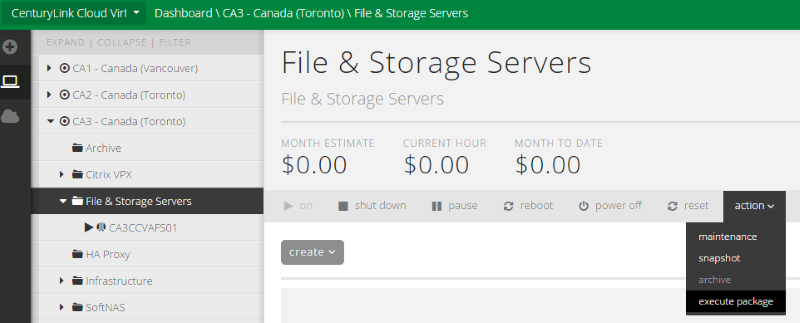 CenturyLink Cloud Virt
Dashboard \ CA3 - Canada (Toronto) \ File & Storage Servers
EXPAND | COLLAPSE | FILTER
CA1 - Canada (Vancouver)
CA2 - Canada (Toronto)
CA3 - Canada (Toronto)
Archive
Citrix VPX
File & Storage Servers
CA3CCVAFS01
HA Proxy
Infrastructure
SoftNAS
File & Storage Servers
File & Storage Servers
MONTH ESTIMATE CURRENT HOUR MONTH TO DATE
$0.00 $0.00 $0.00
on shut down pause reboot power off reset action
maintenance
snapshot
archive
execute package
create